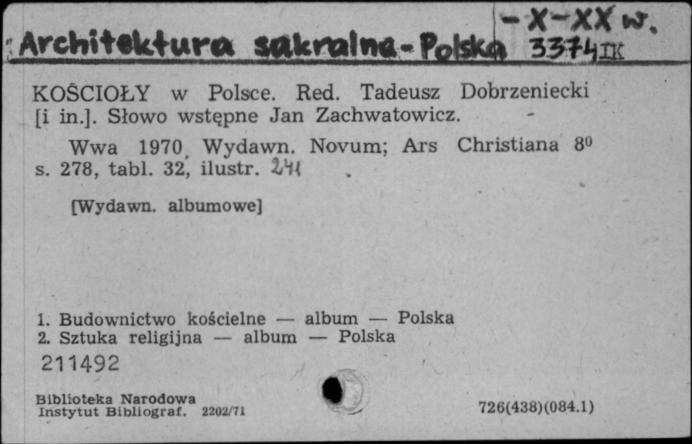 - X-XX w.
Architektura sakralna - Polska 3374 IK
KOŚCIOŁY w Polsce. Red. Tadeusz Dobrzeniecki
[i in.]. Słowo wstępne Jan Zachwatowicz.
Wwa 1970, Wydawn. Novum; Ars Christiana 8⁰
s. 278, tabl. 32, ilustr. 241
[Wydawn. albumowe]
1. Budownictwo kościelne — album — Polska
2. Sztuka religijna — album — Polska
211492
Biblioteka Narodowa
Instytut Bibliograf. 2202/71
726(438)(084.1)